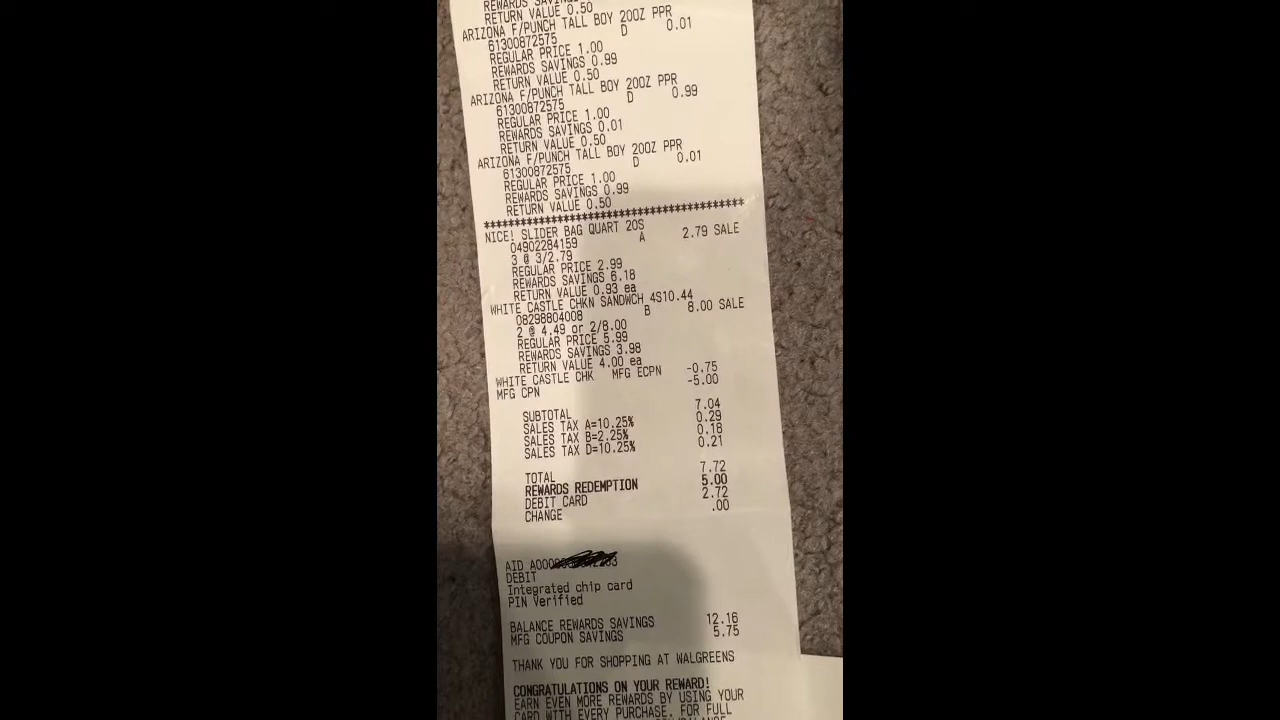 REWARDS SAVINGS
RETURN VALUE 0.50
ARIZONA F/PUNCH TALL BOY 20OZ PPR
61300872575 D 0.01
REGULAR PRICE 1.00
REWARDS SAVINGS 0.99
RETURN VALUE 0.50
ARIZONA F/PUNCH TALL BOY 20OZ PPR
61300872575 D 0.99
REGULAR PRICE 1.00
REWARDS SAVINGS 0.01
RETURN VALUE 0.50
ARIZONA F/PUNCH TALL BOY 20OZ PPR
61300872575 D 0.01
REGULAR PRICE 1.00
REWARDS SAVINGS 0.99
RETURN VALUE 0.50
******************************************
NICE! SLIDER BAG QUART 20S
04902284159 A 2.79 SALE
3 @ 3/2.79
REGULAR PRICE 2.99
REWARDS SAVINGS 6.18
RETURN VALUE 0.93 ea
WHITE CASTLE CHKN SANDWCH 4S10.44
08298804008 B 8.00 SALE
2 @ 4.49 or 2/8.00
REGULAR PRICE 5.99
REWARDS SAVINGS 3.98
RETURN VALUE 4.00 ea
WHITE CASTLE CHK MFG ECPN -0.75
MFG CPN -5.00
SUBTOTAL 7.04
SALES TAX A=10.25% 0.29
SALES TAX B=2.25% 0.18
SALES TAX D=10.25% 0.21
TOTAL 7.72
REWARDS REDEMPTION 5.00
DEBIT CARD 2.72
CHANGE .00
AID
DEBIT
Integrated chip card
PIN Verified
BALANCE REWARDS SAVINGS 12.16
MFG COUPON SAVINGS 5.75
THANK YOU FOR SHOPPING AT WALGREENS
CONGRATULATIONS ON YOUR REWARD!
EARN EVEN MORE REWARDS BY USING YOUR
CARD WITH EVERY PURCHASE. FOR FULL